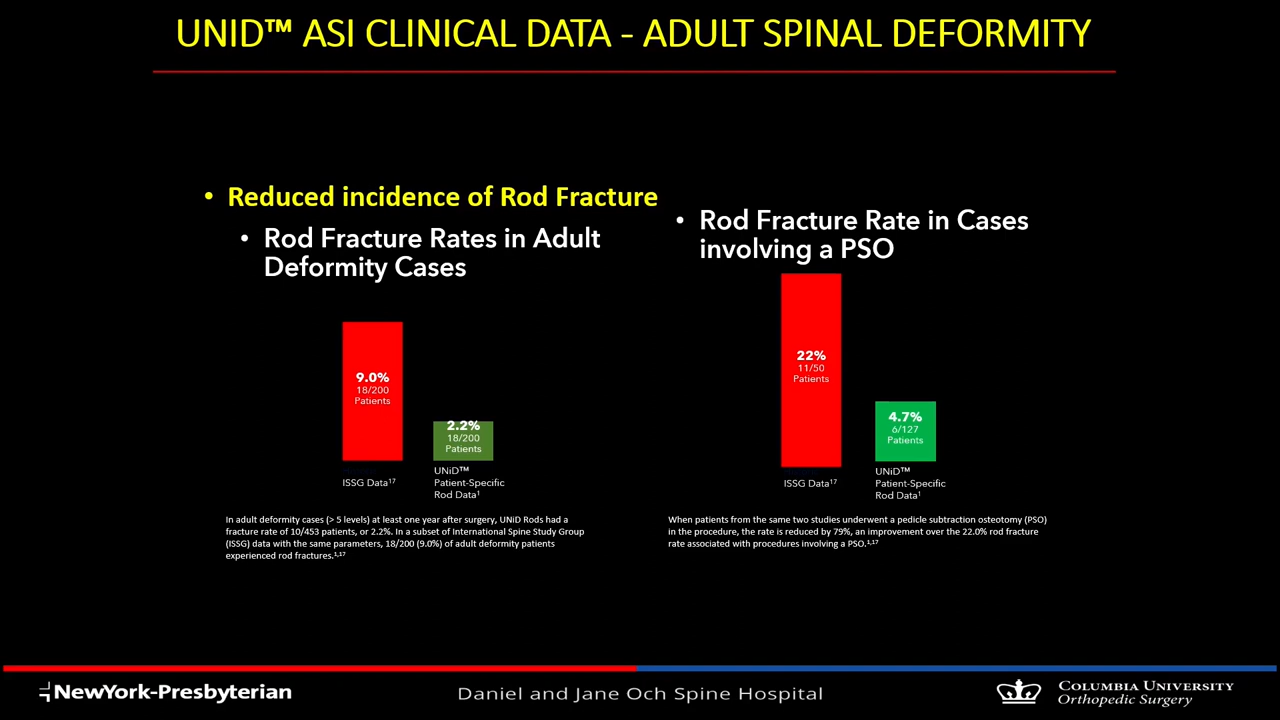 UNID™ ASI CLINICAL DATA - ADULT SPINAL DEFORMITY
• Reduced incidence of Rod Fracture
• Rod Fracture Rates in Adult
Deformity Cases
9.0%
18/200
Patients
2.2%
18/200
Patients
ISSG Data¹⁷
UNiD™
Patient-Specific
Rod Data¹
In adult deformity cases (> 5 levels) at least one year after surgery, UNiD Rods had a
fracture rate of 10/453 patients, or 2.2%. In a subset of International Spine Study Group
(ISSG) data with the same parameters, 18/200 (9.0%) of adult deformity patients
experienced rod fractures.¹,¹⁷
• Rod Fracture Rate in Cases
involving a PSO
22%
11/50
Patients
4.7%
6/127
Patients
ISSG Data¹⁷
UNiD™
Patient-Specific
Rod Data¹
When patients from the same two studies underwent a pedicle subtraction osteotomy (PSO)
in the procedure, the rate is reduced by 79%, an improvement over the 22.0% rod fracture
rate associated with procedures involving a PSO.¹,¹⁷
NewYork-Presbyterian
Daniel and Jane Och Spine Hospital
COLUMBIA UNIVERSITY
Orthopedic Surgery